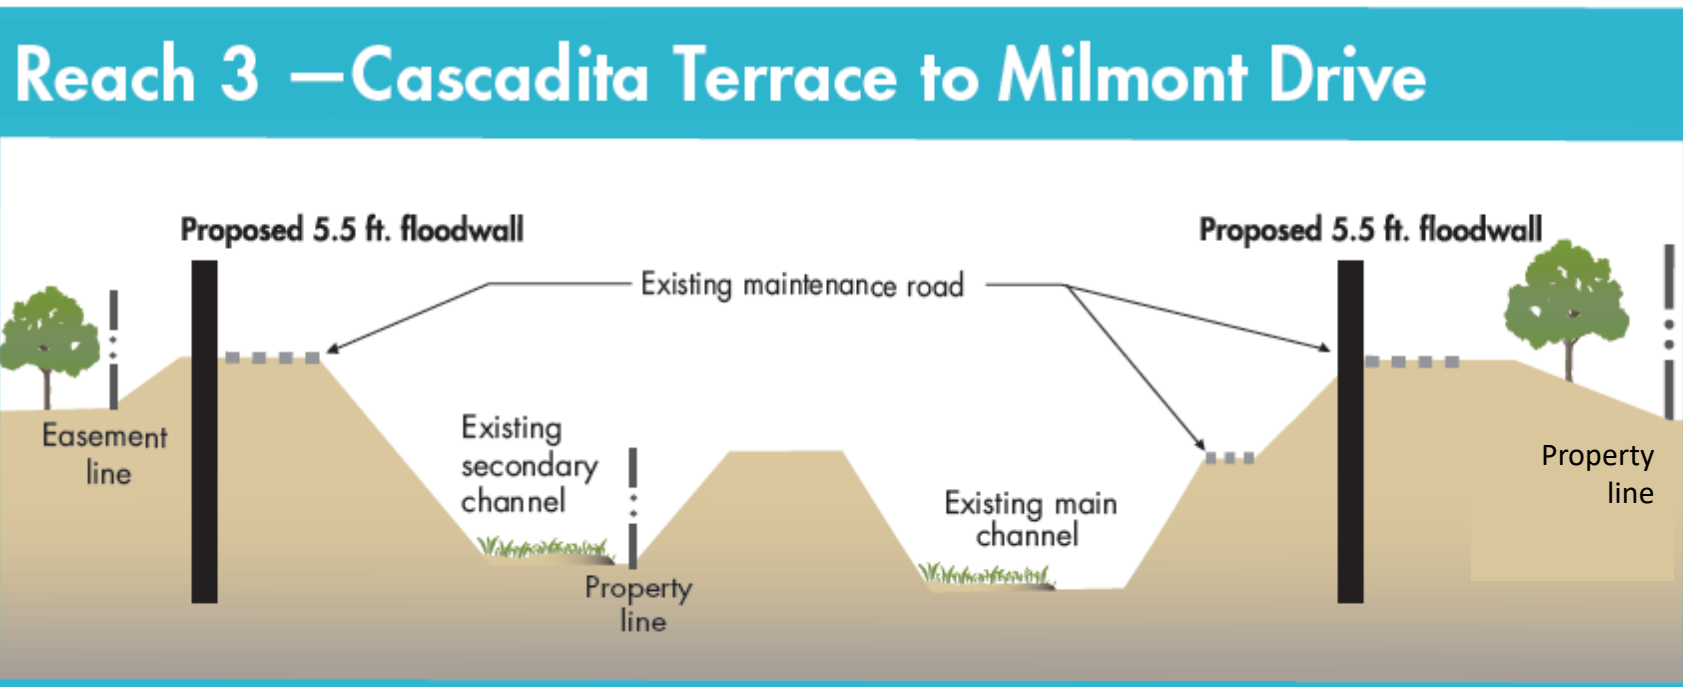 Reach 3 —Cascadita Terrace to Milmont Drive
Proposed 5.5 ft. floodwall
Proposed 5.5 ft. floodwall
Existing maintenance road
Easement
line
Existing
secondary
channel
Property
line
Existing main
channel
Property
line